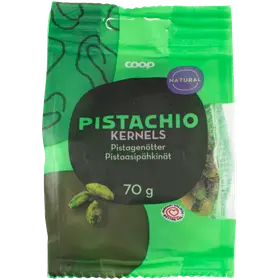 coop
NATURAL
PISTACHIO
KERNELS
Pistagenötter
Pistaasipähkinät
70 g